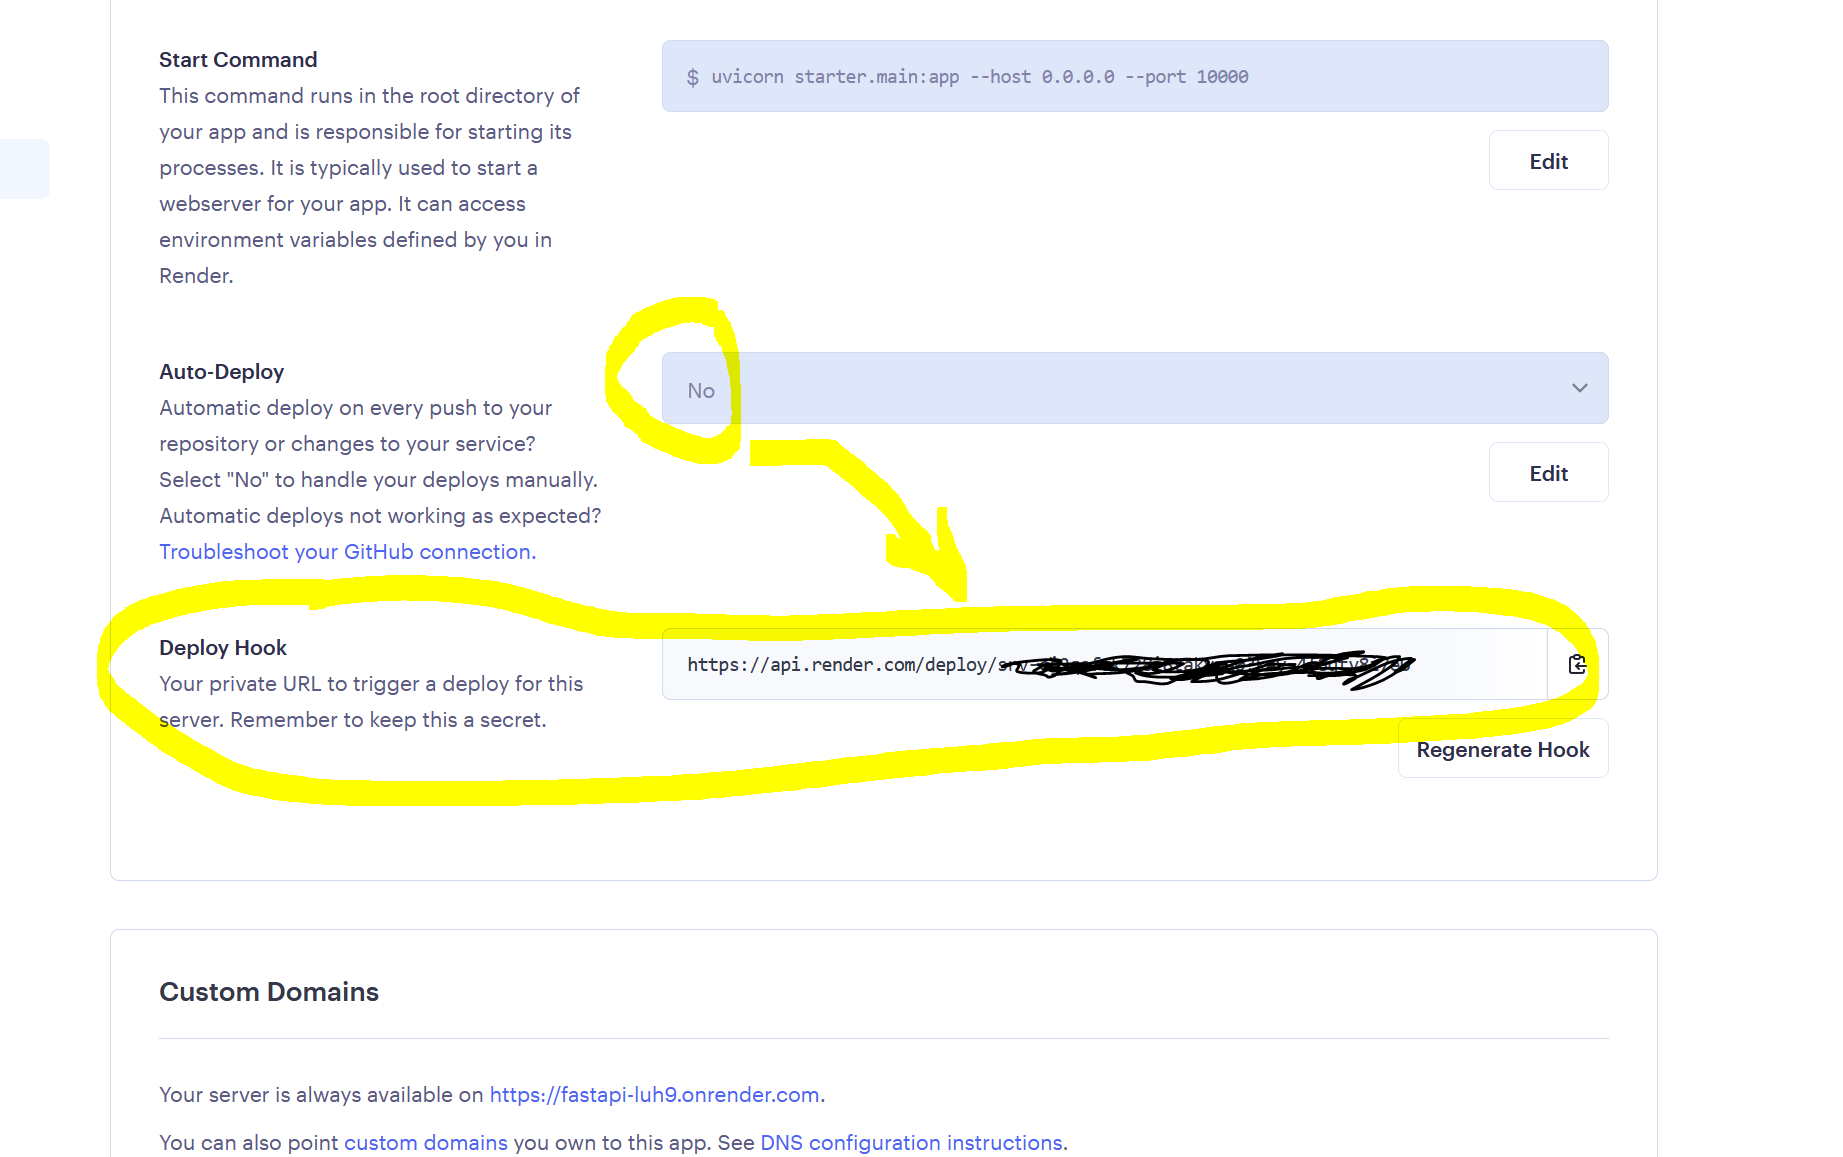 Start Command
This command runs in the root directory of
your app and is responsible for starting its
processes. It is typically used to start a
webserver for your app. It can access
environment variables defined by you in
Render.
$ uvicorn starter.main:app --host 0.0.0.0 --port 10000
Edit
Auto-Deploy
Automatic deploy on every push to your
repository or changes to your service?
Select "No" to handle your deploys manually.
Automatic deploys not working as expected?
Troubleshoot your GitHub connection.
No
Edit
Deploy Hook
Your private URL to trigger a deploy for this
server. Remember to keep this a secret.
https://api.render.com/deploy/
Regenerate Hook
Custom Domains
Your server is always available on https://fastapi-luh9.onrender.com.
You can also point custom domains you own to this app. See DNS configuration instructions.